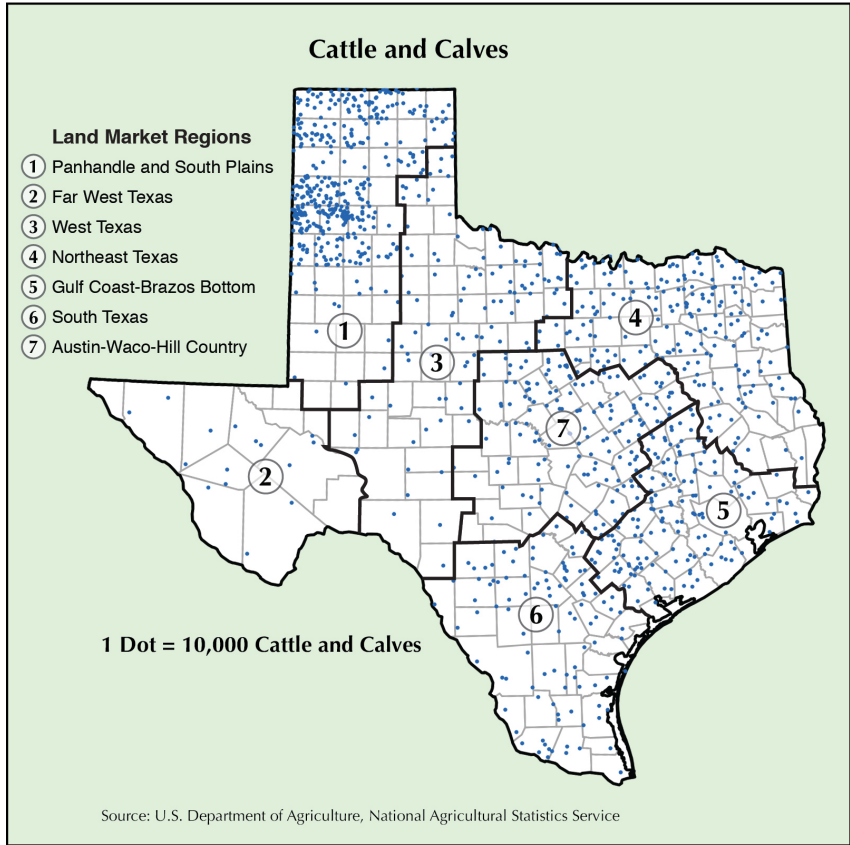 Cattle and Calves
Land Market Regions
1 Panhandle and South Plains
2 Far West Texas
3 West Texas
4 Northeast Texas
5 Gulf Coast-Brazos Bottom
6 South Texas
7 Austin-Waco-Hill Country
1
2
3
4
5
6
7
1 Dot = 10,000 Cattle and Calves
Source: U.S. Department of Agriculture, National Agricultural Statistics Service